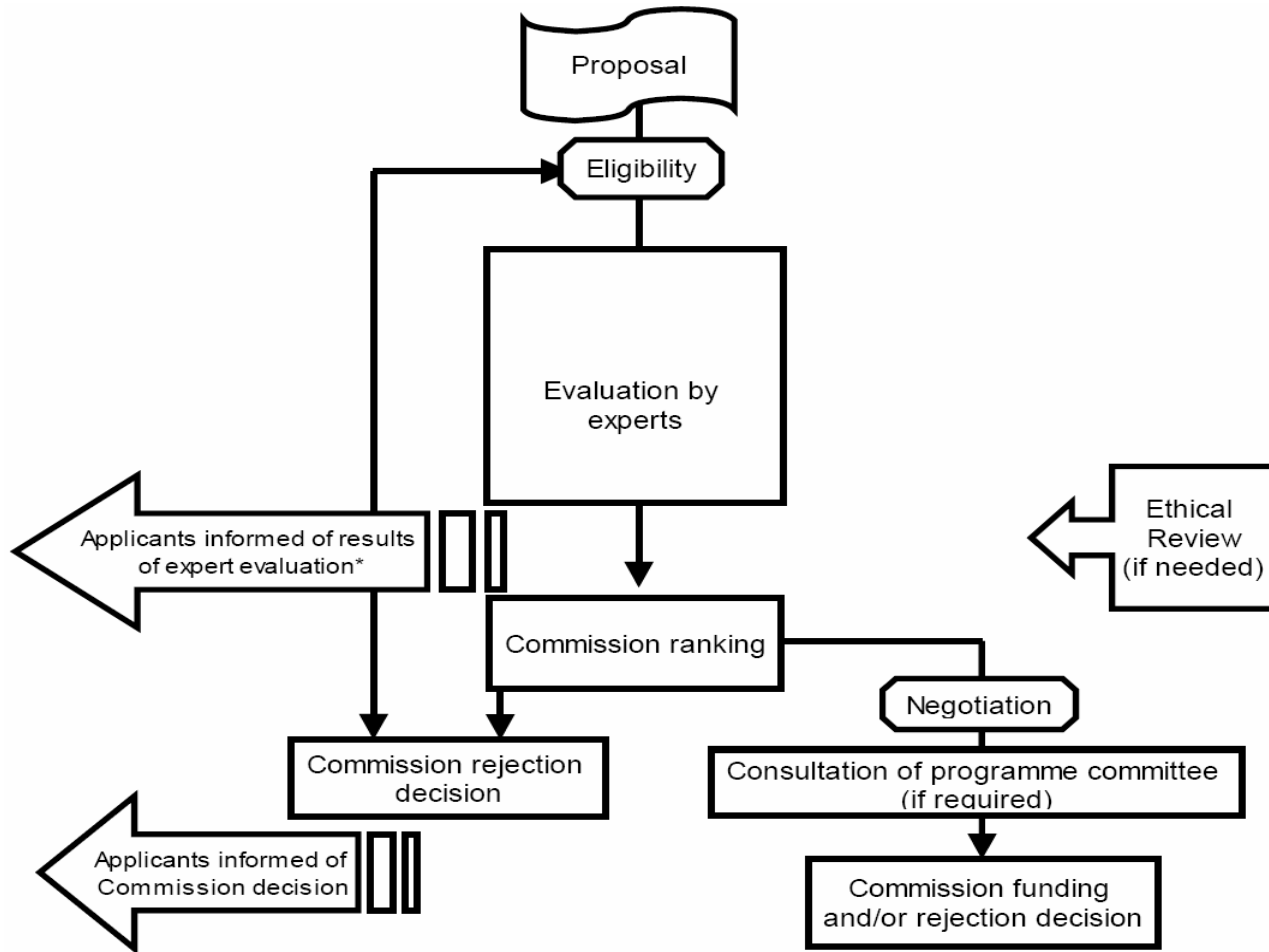 Proposal
Eligibility
Evaluation by
experts
Applicants informed of results
of expert evaluation*
Ethical
Review
(if needed)
Commission ranking
Negotiation
Commission rejection
decision
Consultation of programme committee
(if required)
Applicants informed of
Commission decision
Commission funding
and/or rejection decision